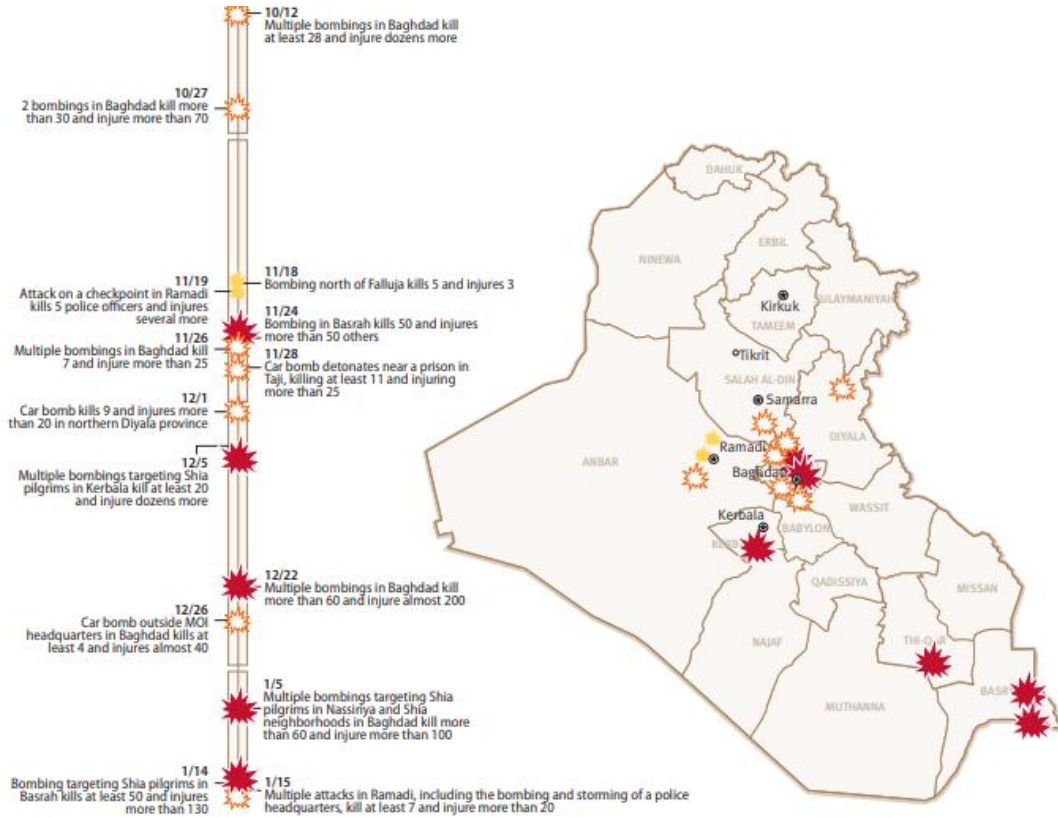 10/12
Multiple bombings in Baghdad kill
at least 28 and injure dozens more
10/27
2 bombings in Baghdad kill more
than 30 and injure more than 70
11/18
Bombing north of Falluja kills 5 and injures 3
11/19
Attack on a checkpoint in Ramadi
kills 5 police officers and injures
several more
11/24
Bombing in Basrah kills 50 and injures
more than 50 others
11/26
Multiple bombings in Baghdad kill
7 and injure more than 25
11/28
Car bomb detonates near a prison in
Taji, killing at least 11 and injuring
more than 25
12/1
Car bomb kills 9 and injures more
than 20 in northern Diyala province
12/5
Multiple bombings targeting Shia
pilgrims in Kerbala kill at least 20
and injure dozens more
12/22
Multiple bombings in Baghdad kill
more than 60 and injure almost 200
12/26
Car bomb outside MOI
headquarters in Baghdad kills at
least 4 and injures almost 40
1/5
Multiple bombings targeting Shia
pilgrims in Nassiriya and Shia
neighborhoods in Baghdad kill more
than 60 and injure more than 100
1/14
Bombing targeting Shia pilgrims in
Basrah kills at least 50 and injures
more than 130
1/15
Multiple attacks in Ramadi, including the bombing and storming of a police
headquarters, kill at least 7 and injure more than 20
DAHUK
NINEWA
ERBIL
SULAYMANIYAH
Kirkuk
TAMEEM
Tikrit
SALAH AL-DIN
Samarra
DIYALA
ANBAR
Ramadi
Baghdad
WASSIT
Kerbala
BABYLON
QADISSIYA
MISSAN
NAJAF
MUTHANNA